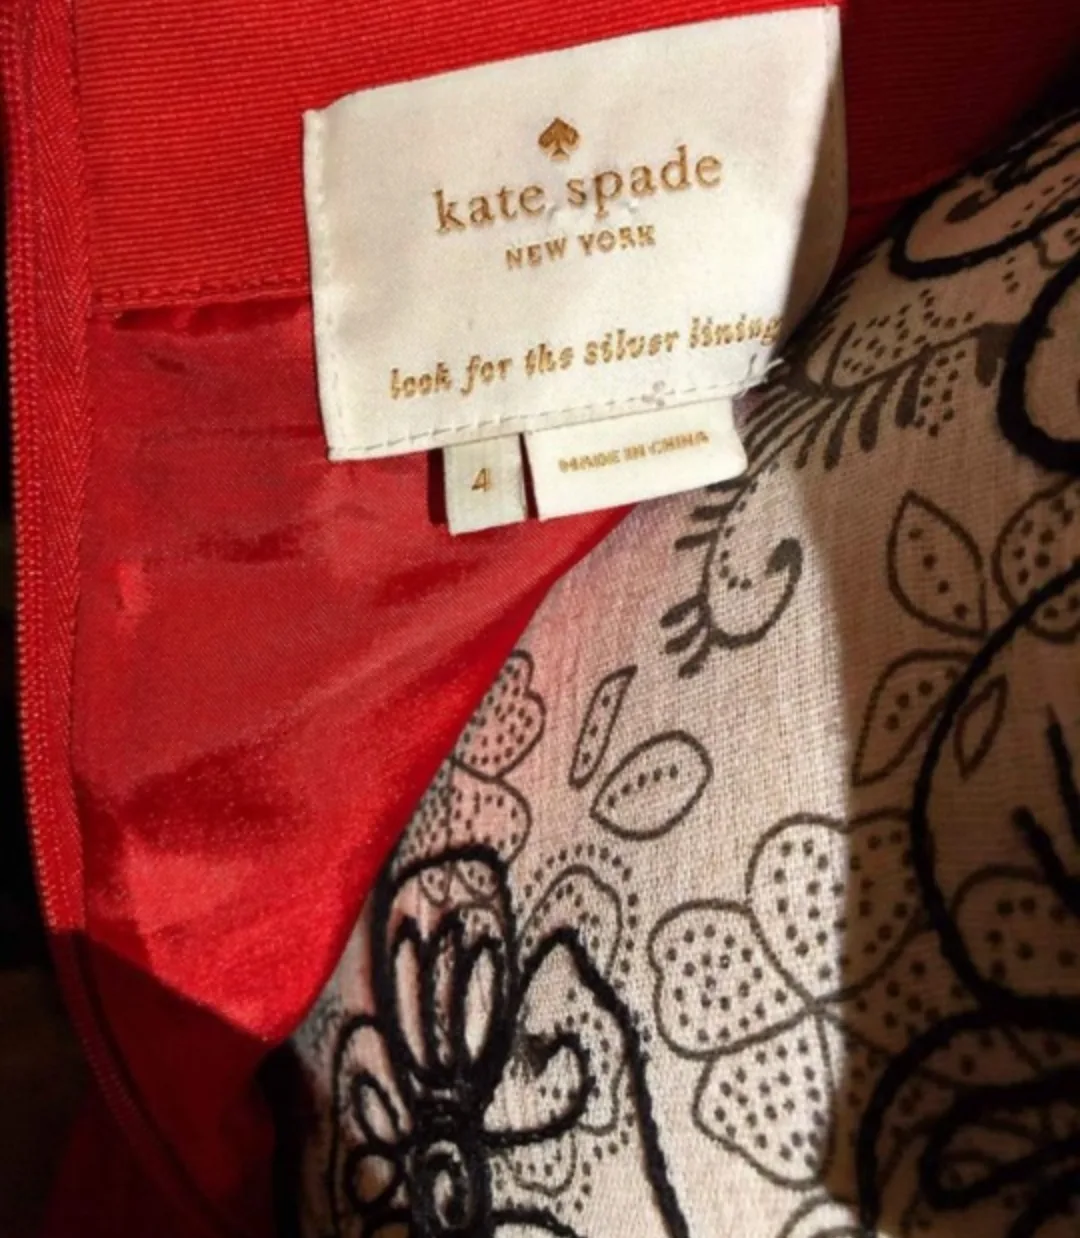 kate spade
NEW YORK
look for the silver lining
4
MADE IN CHINA